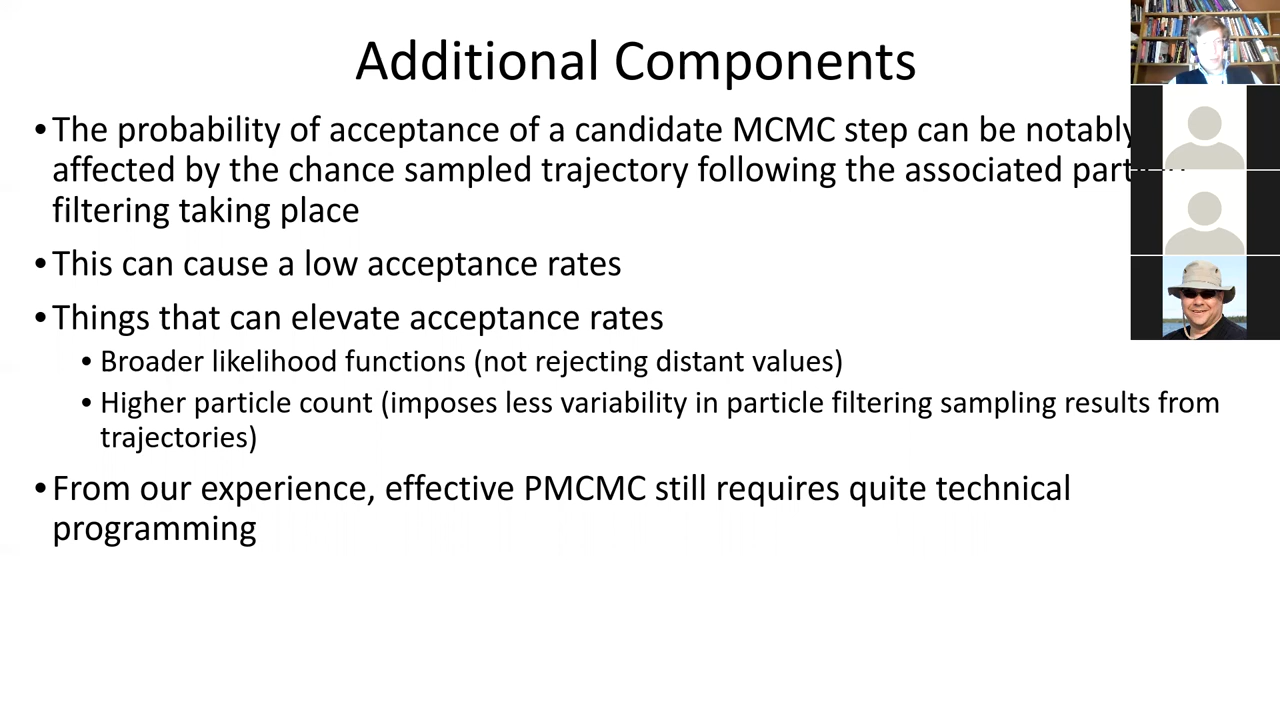 Additional Components
•The probability of acceptance of a candidate MCMC step can be notably
affected by the chance sampled trajectory following the associated
filtering taking place
•This can cause a low acceptance rates
•Things that can elevate acceptance rates
• Broader likelihood functions (not rejecting distant values)
• Higher particle count (imposes less variability in particle filtering sampling results from
trajectories)
•From our experience, effective PMCMC still requires quite technical
programming